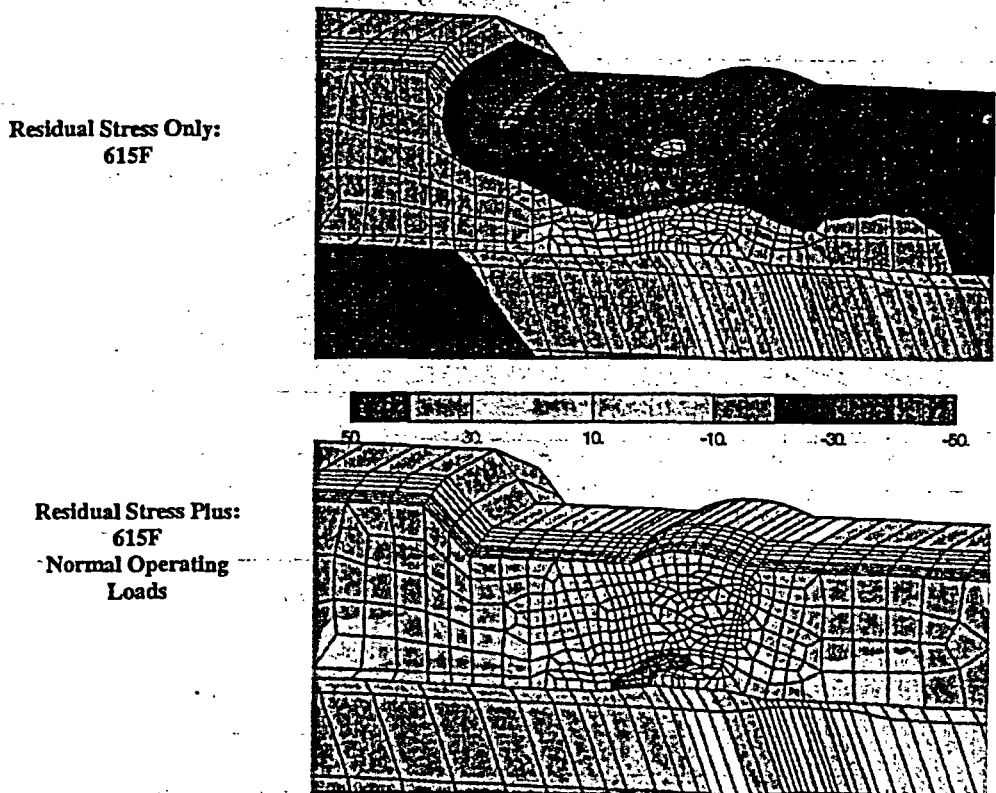 Residual Stress Only:
615F
50. 30. 10. -10. -30. -50.
Residual Stress Plus:
615F
Normal Operating
Loads